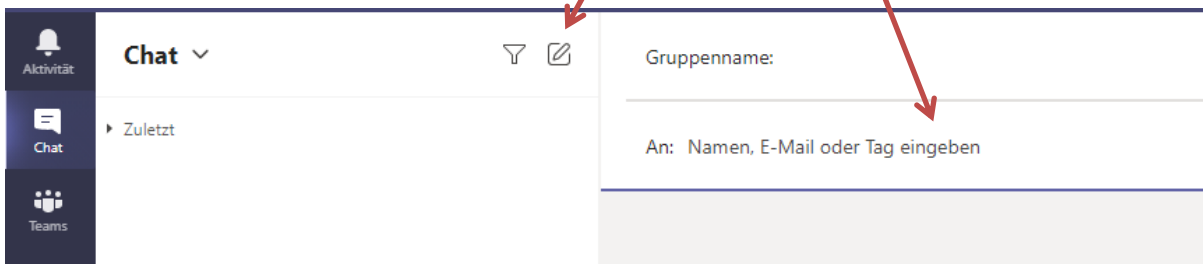 Aktivität
Chat
Teams
Chat
Zuletzt
Gruppenname:
An: Namen, E-Mail oder Tag eingeben